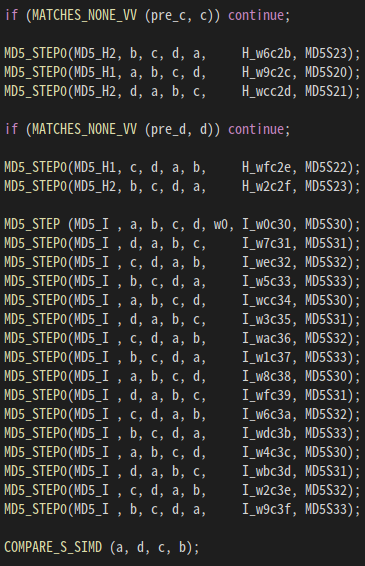 if (MATCHES_NONE_VV (pre_c, c)) continue;
MD5_STEP0(MD5_H2, b, c, d, a, H_w6c2b, MD5S23);
MD5_STEP0(MD5_H1, a, b, c, d, H_w9c2c, MD5S20);
MD5_STEP0(MD5_H2, d, a, b, c, H_wcc2d, MD5S21);
if (MATCHES_NONE_VV (pre_d, d)) continue;
MD5_STEP0(MD5_H1, c, d, a, b, H_wfc2e, MD5S22);
MD5_STEP0(MD5_H2, b, c, d, a, H_w2c2f, MD5S23);
MD5_STEP (MD5_I , a, b, c, d, w0, I_w0c30, MD5S30);
MD5_STEP0(MD5_I , d, a, b, c, I_w7c31, MD5S31);
MD5_STEP0(MD5_I , c, d, a, b, I_wec32, MD5S32);
MD5_STEP0(MD5_I , b, c, d, a, I_w5c33, MD5S33);
MD5_STEP0(MD5_I , a, b, c, d, I_wcc34, MD5S30);
MD5_STEP0(MD5_I , d, a, b, c, I_w3c35, MD5S31);
MD5_STEP0(MD5_I , c, d, a, b, I_wac36, MD5S32);
MD5_STEP0(MD5_I , b, c, d, a, I_w1c37, MD5S33);
MD5_STEP0(MD5_I , a, b, c, d, I_w8c38, MD5S30);
MD5_STEP0(MD5_I , d, a, b, c, I_wfc39, MD5S31);
MD5_STEP0(MD5_I , c, d, a, b, I_w6c3a, MD5S32);
MD5_STEP0(MD5_I , b, c, d, a, I_wdc3b, MD5S33);
MD5_STEP0(MD5_I , a, b, c, d, I_w4c3c, MD5S30);
MD5_STEP0(MD5_I , d, a, b, c, I_wbc3d, MD5S31);
MD5_STEP0(MD5_I , c, d, a, b, I_w2c3e, MD5S32);
MD5_STEP0(MD5_I , b, c, d, a, I_w9c3f, MD5S33);
COMPARE_S_SIMD (a, d, c, b);